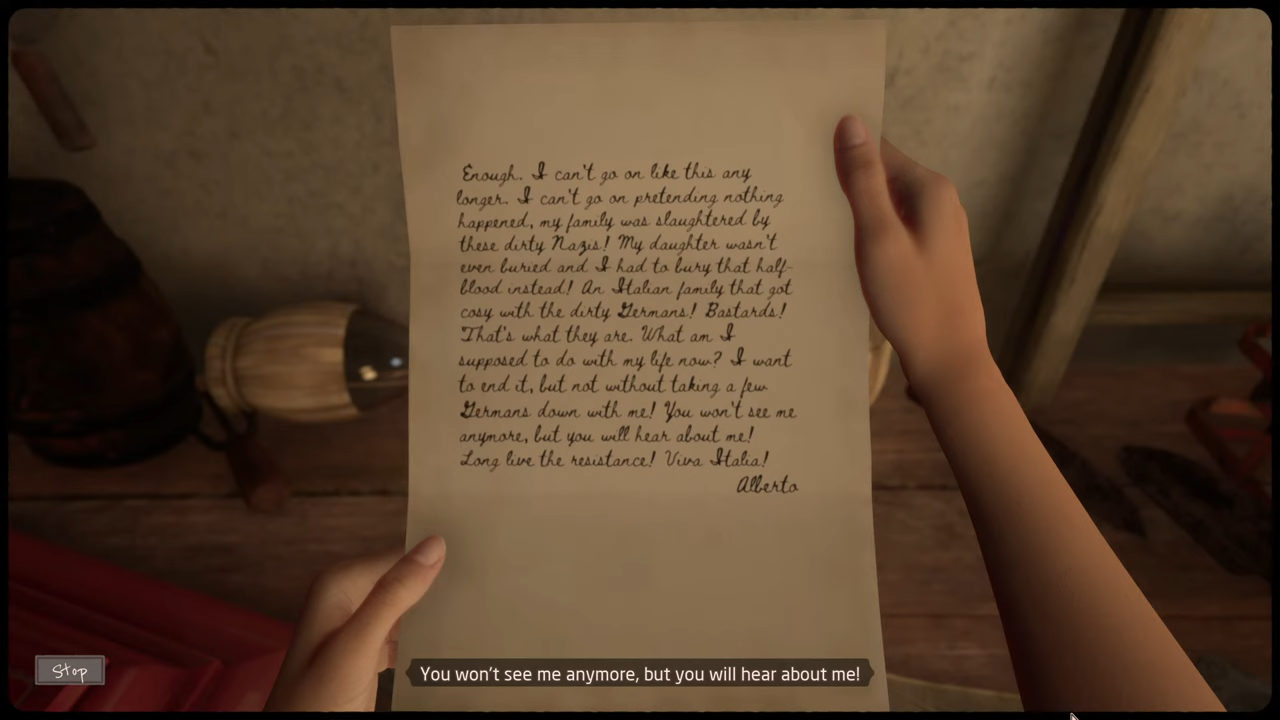 Enough. I can't go on like this any
longer. I can't go on pretending nothing
happened, my family was slaughtered by
these dirty Nazis! My daughter wasn't
even buried and I had to bury that half-
blood instead! An Italian family that got
cosy with the dirty Germans! Bastards!
That's what they are. What am I
supposed to do with my life now? I want
to end it, but not without taking a few
Germans down with me! You won't see me
anymore, but you will hear about me!
Long live the resistance! Viva Italia!
Alberto
Stop
You won't see me anymore, but you will hear about me!